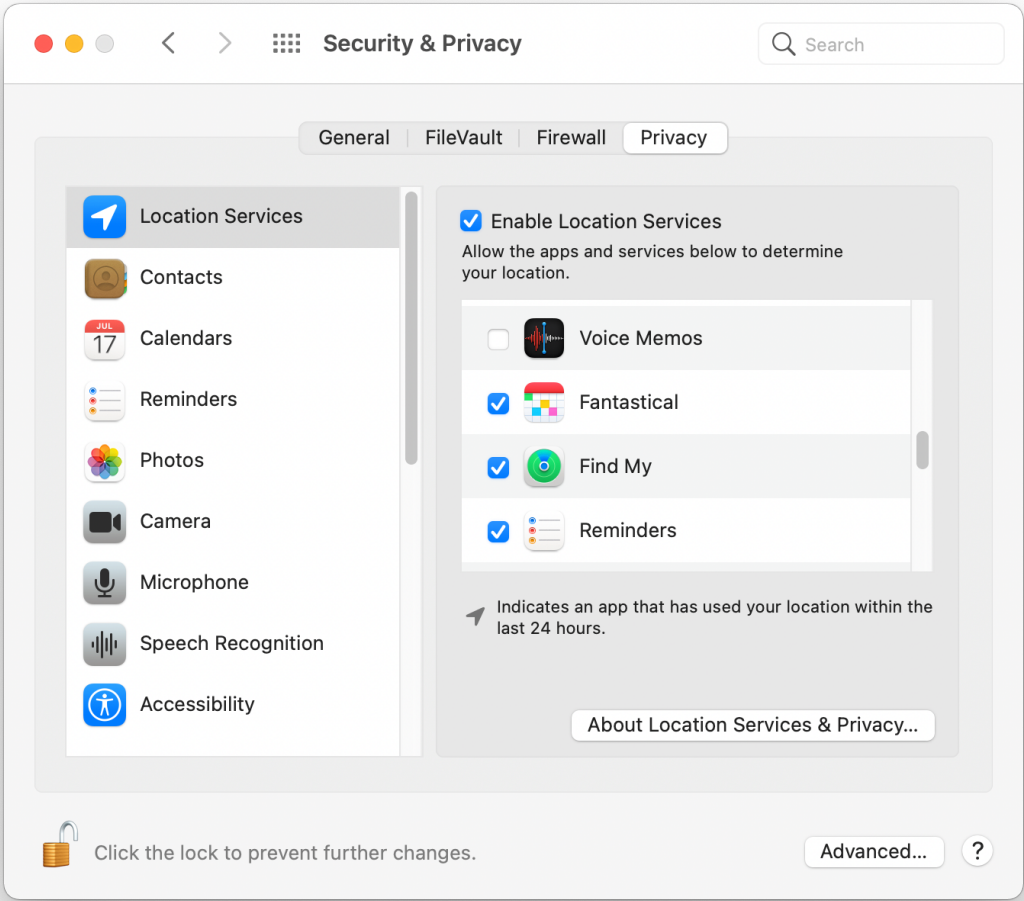 Security & Privacy
Search
General
FileVault
Firewall
Privacy
Location Services
Contacts
JUL
17
Calendars
Reminders
Photos
Camera
Microphone
Speech Recognition
Accessibility
Enable Location Services
Allow the apps and services below to determine
your location.
Voice Memos
Fantastical
Find My
Reminders
Indicates an app that has used your location within the
last 24 hours.
About Location Services & Privacy...
Click the lock to prevent further changes.
Advanced...
?